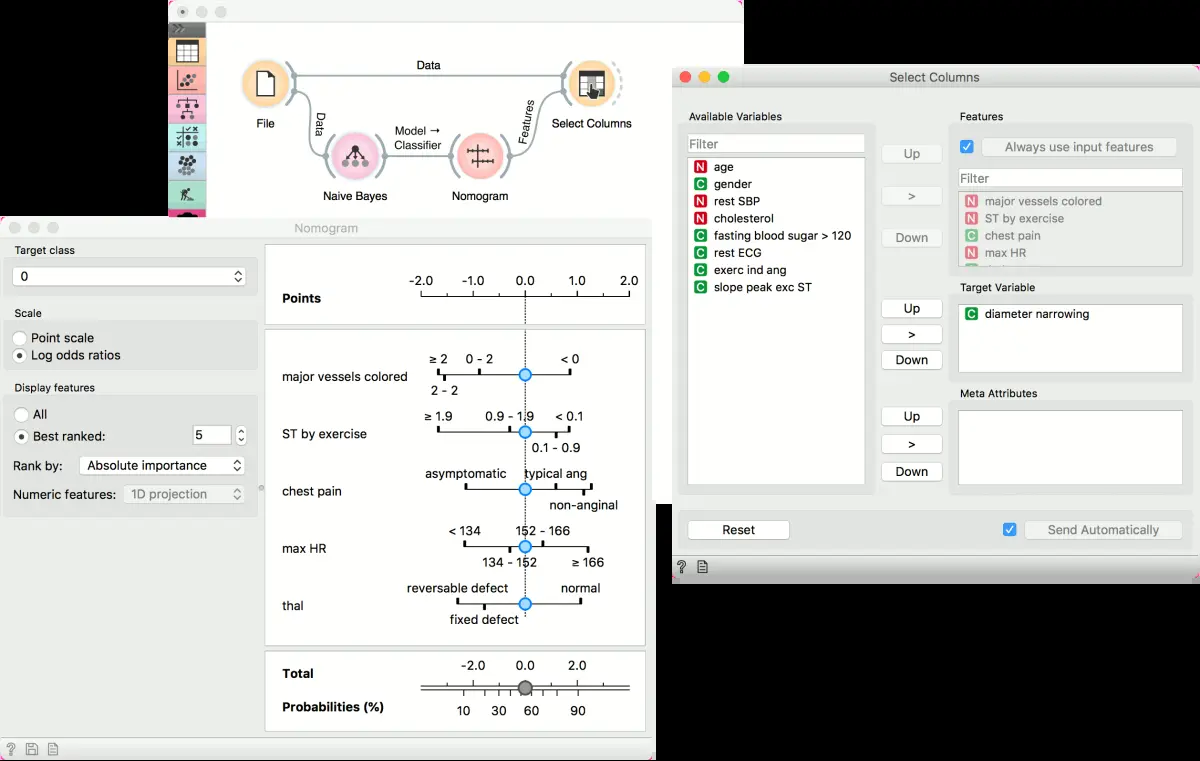 Data
File
Data
Model →
Classifier
Features
Select Columns
Naive Bayes
Nomogram
Nomogram
Target class
0
Scale
Point scale
Log odds ratios
Display features
All
Best ranked:
5
Rank by:
Absolute importance
Numeric features:
1D projection
-2.0 -1.0 0.0 1.0 2.0
Points
≥ 2 0 - 2 < 0
major vessels colored
2 - 2
≥ 1.9 0.9 - 1.9 < 0.1
ST by exercise
0.1 - 0.9
asymptomatic typical ang
chest pain
non-anginal
< 134 152 - 166
max HR
134 - 152 ≥ 166
reversable defect normal
thal
fixed defect
-2.0 0.0 2.0
Total
Probabilities (%)
10 30 60 90
?
Select Columns
Available Variables
Filter
N age
C gender
N rest SBP
N cholesterol
C fasting blood sugar > 120
C rest ECG
C exerc ind ang
C slope peak exc ST
Up
>
Down
Up
>
Down
Up
>
Down
Features
Always use input features
Filter
N major vessels colored
N ST by exercise
C chest pain
N max HR
Target Variable
C diameter narrowing
Meta Attributes
Reset
Send Automatically
?